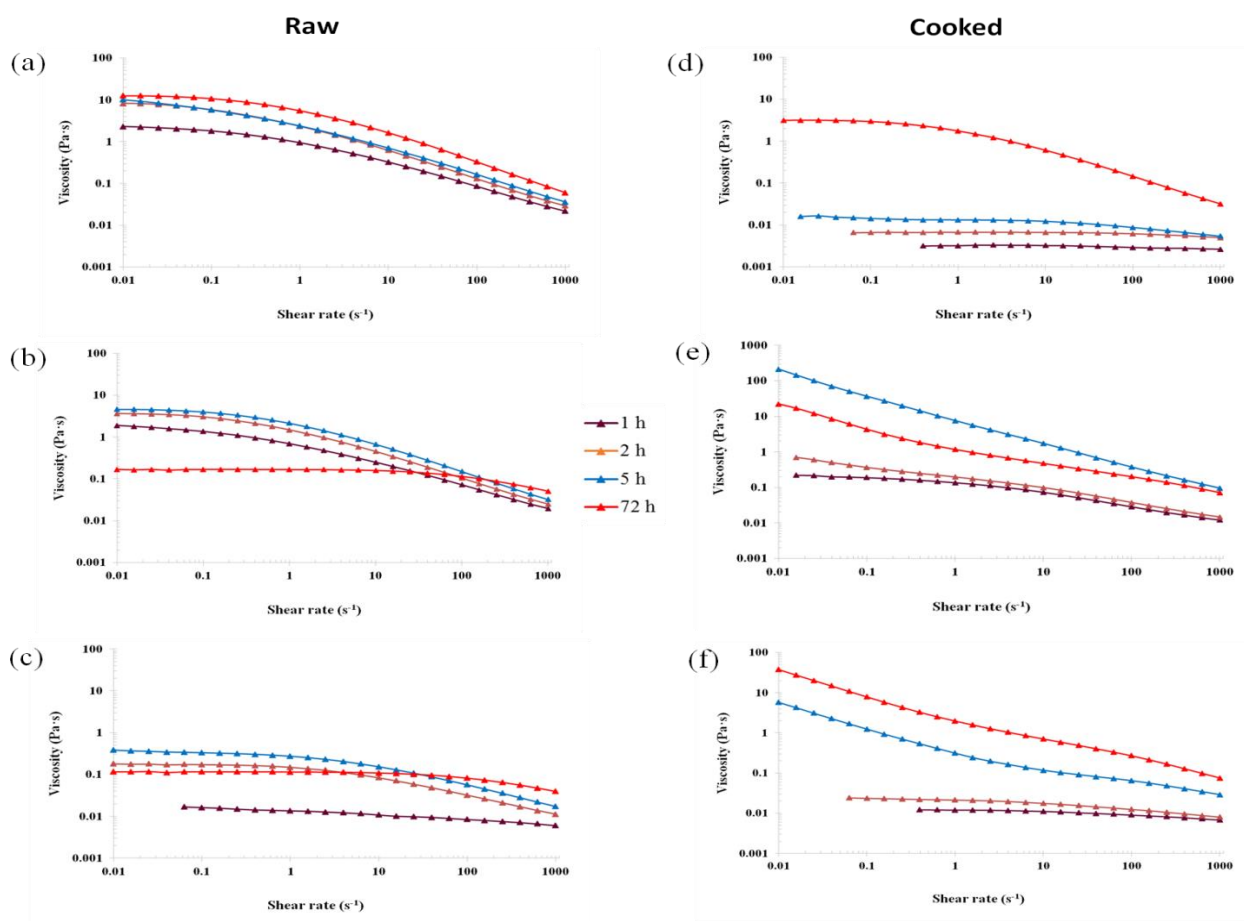 Raw
Cooked
(a)
Viscosity (Pa·s)
100
10
1
0.1
0.01
0.001
0.01 0.1 1 10 100 1000
Shear rate (s⁻¹)
(d)
Viscosity (Pa·s)
100
10
1
0.1
0.01
0.001
0.01 0.1 1 10 100 1000
Shear rate (s⁻¹)
(b)
Viscosity (Pa·s)
100
10
1
0.1
0.01
0.001
0.01 0.1 1 10 100 1000
Shear rate (s⁻¹)
1 h
2 h
5 h
72 h
(e)
Viscosity (Pa·s)
1000
100
10
1
0.1
0.01
0.001
0.01 0.1 1 10 100 1000
Shear rate (s⁻¹)
(c)
Viscosity (Pa·s)
100
10
1
0.1
0.01
0.001
0.01 0.1 1 10 100 1000
Shear rate (s⁻¹)
(f)
Viscosity (Pa·s)
100
10
1
0.1
0.01
0.001
0.01 0.1 1 10 100 1000
Shear rate (s⁻¹)